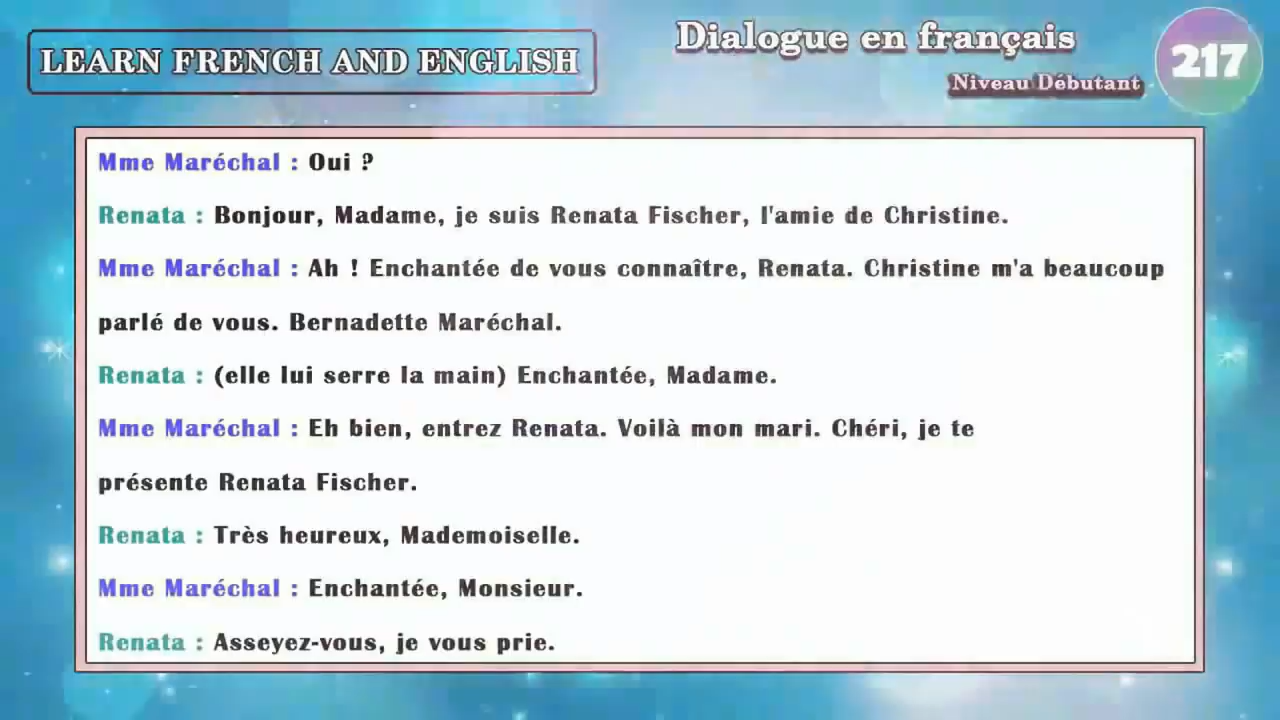 LEARN FRENCH AND ENGLISH
Dialogue en français
Niveau Débutant
217
Mme Maréchal : Oui ?
Renata : Bonjour, Madame, je suis Renata Fischer, l'amie de Christine.
Mme Maréchal : Ah ! Enchantée de vous connaître, Renata. Christine m'a beaucoup
parlé de vous. Bernadette Maréchal.
Renata : (elle lui serre la main) Enchantée, Madame.
Mme Maréchal : Eh bien, entrez Renata. Voilà mon mari. Chéri, je te
présente Renata Fischer.
Renata : Très heureux, Mademoiselle.
Mme Maréchal : Enchantée, Monsieur.
Renata : Asseyez-vous, je vous prie.